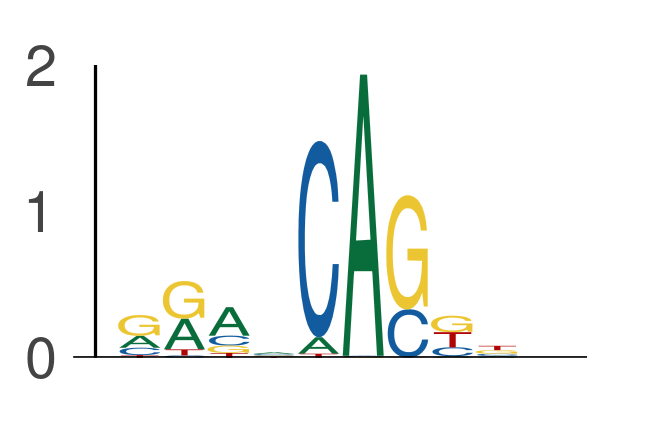 2
1
0
G G A C A G G T
A A C A C T G
C T G T C